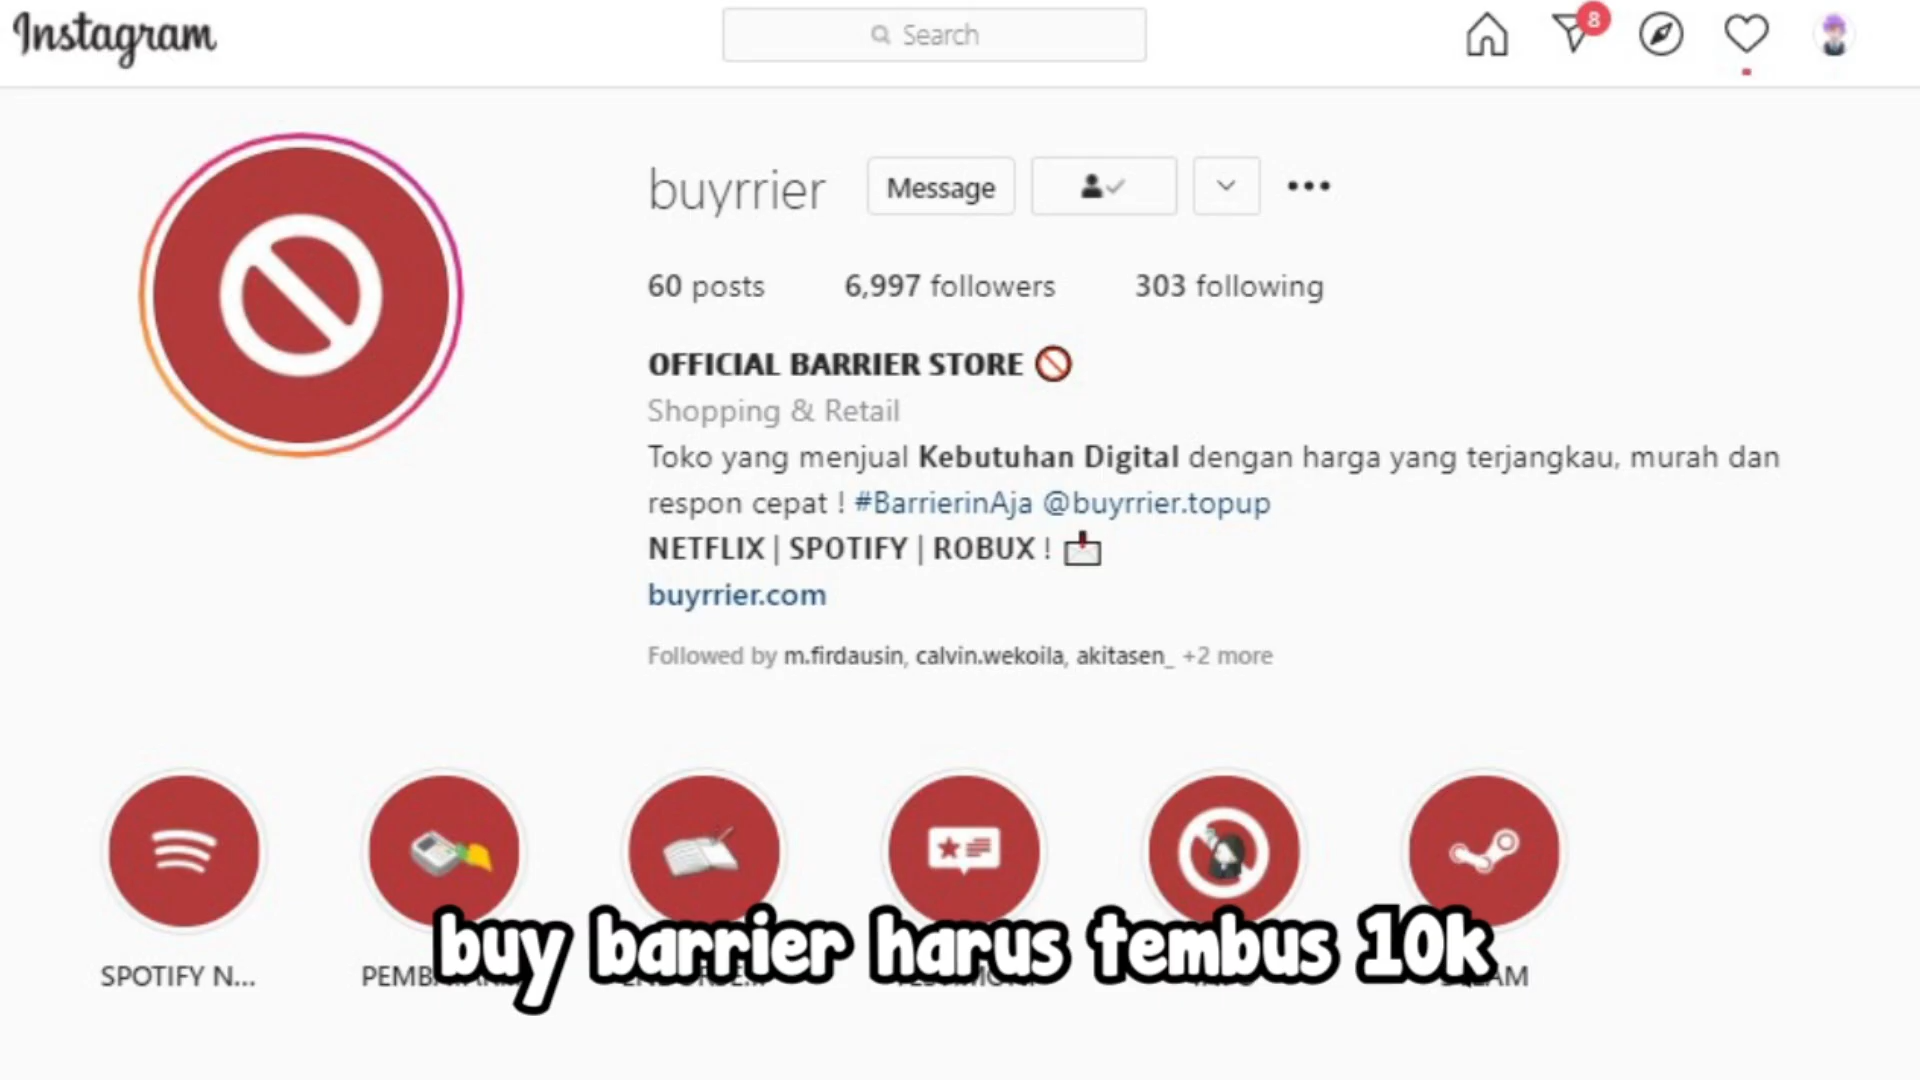 Instagram
Search
8
buyrrier
Message
60 posts 6,997 followers 303 following
OFFICIAL BARRIER STORE 🚫
Shopping & Retail
Toko yang menjual Kebutuhan Digital dengan harga yang terjangkau, murah dan
respon cepat ! #BarrierinAja @buyrrier.topup
NETFLIX | SPOTIFY | ROBUX ! 📩
buyrrier.com
Followed by m.firdausin, calvin.wekoila, akitasen_ +2 more
SPOTIFY N...
buy barrier harus tembus 10k